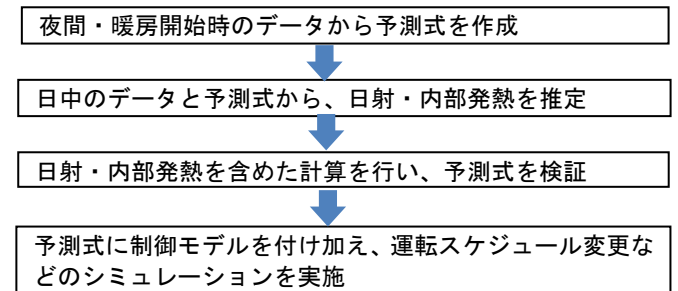 夜間・暖房開始時のデータから予測式を作成
日中のデータと予測式から、日射・内部発熱を推定
日射・内部発熱を含めた計算を行い、予測式を検証
予測式に制御モデルを付け加え、運転スケジュール変更な
どのシミュレーションを実施